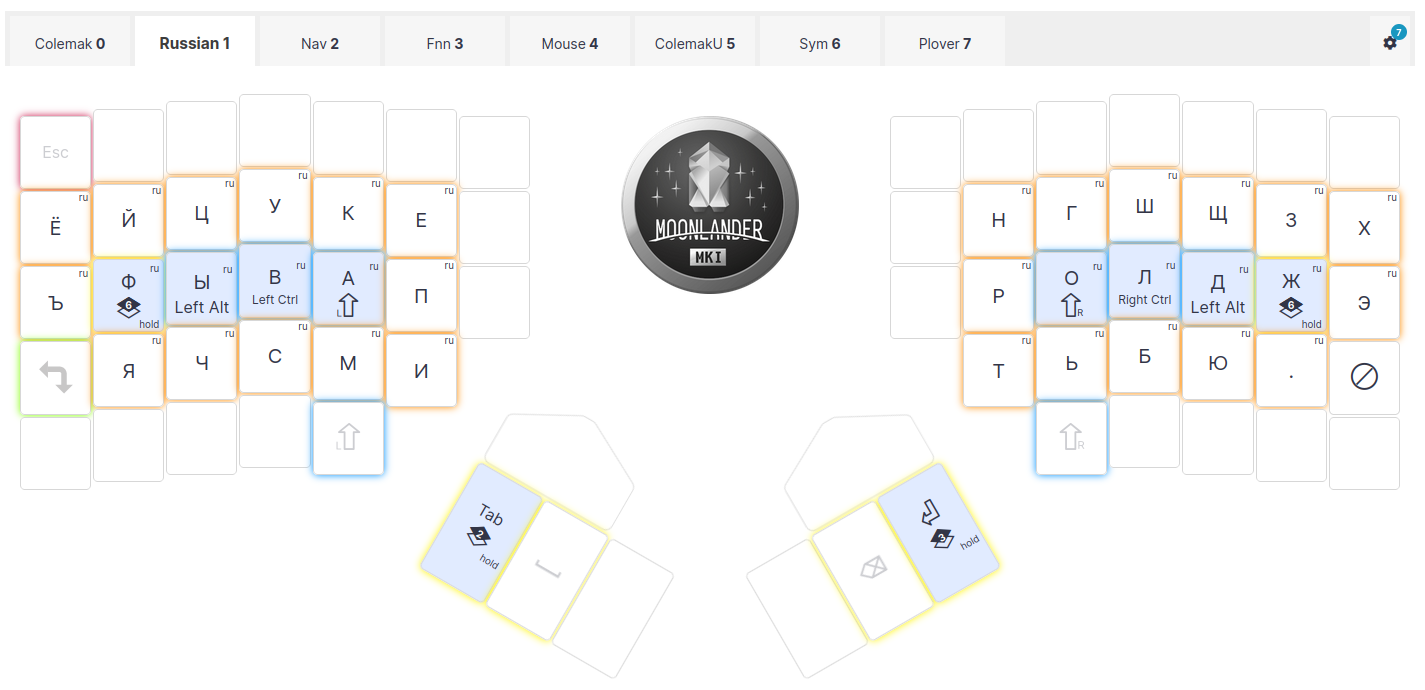 Colemak 0 Russian 1 Nav 2 Fnn 3 Mouse 4 ColemakU 5 Sym 6 Plover 7 7
Esc
ru ru ru ru ru ru ru ru ru ru ru ru
Ё Й Ц У К Е Н Г Ш Щ З Х
MOONLANDER
MKI
ru ru ru ru ru ru ru ru ru ru ru ru
Ъ Ф Ы В А П Р О Л Д Ж Э
6 Left Alt Left Ctrl L R Right Ctrl Left Alt 6
hold hold
ru ru ru ru ru ru ru ru ru ru
Я Ч С М И Т Ь Б Ю .
L R
Tab
2 3
hold hold